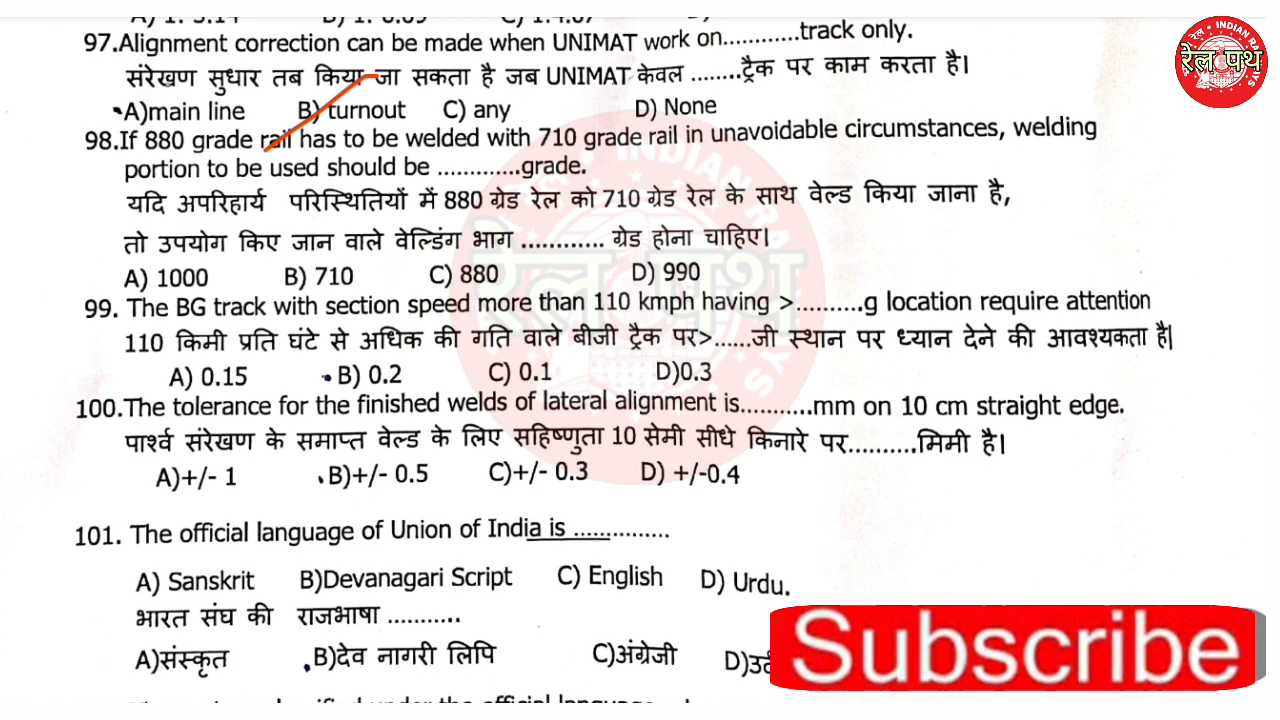 97.Alignment correction can be made when UNIMAT work on............track only.
संरेखण सुधार तब किया जा सकता है जब UNIMAT केवल ........ट्रैक पर काम करता है।
A)main line B) turnout C) any D) None
98.If 880 grade rail has to be welded with 710 grade rail in unavoidable circumstances, welding
portion to be used should be .............grade.
यदि अपरिहार्य परिस्थितियों में 880 ग्रेड रेल को 710 ग्रेड रेल के साथ वेल्ड किया जाना है,
तो उपयोग किए जान वाले वेल्डिंग भाग ............ ग्रेड होना चाहिए।
A) 1000 B) 710 C) 880 D) 990
99. The BG track with section speed more than 110 kmph having >..........g location require attention
110 किमी प्रति घंटे से अधिक की गति वाले बीजी ट्रैक पर>......जी स्थान पर ध्यान देने की आवश्यकता है|
A) 0.15 B) 0.2 C) 0.1 D)0.3
100.The tolerance for the finished welds of lateral alignment is...........mm on 10 cm straight edge.
पार्श्व संरेखण के समाप्त वेल्ड के लिए सहिष्णुता 10 सेमी सीधे किनारे पर..........मिमी है।
A)+/- 1 B)+/- 0.5 C)+/- 0.3 D) +/-0.4
101. The official language of Union of India is ...............
A) Sanskrit B)Devanagari Script C) English D) Urdu.
भारत संघ की राजभाषा ...........
A)संस्कृत B)देव नागरी लिपि C)अंग्रेजी D)
Subscribe
रेल पथ
INDIAN RAILWAYS
रेल पथ
INDIAN